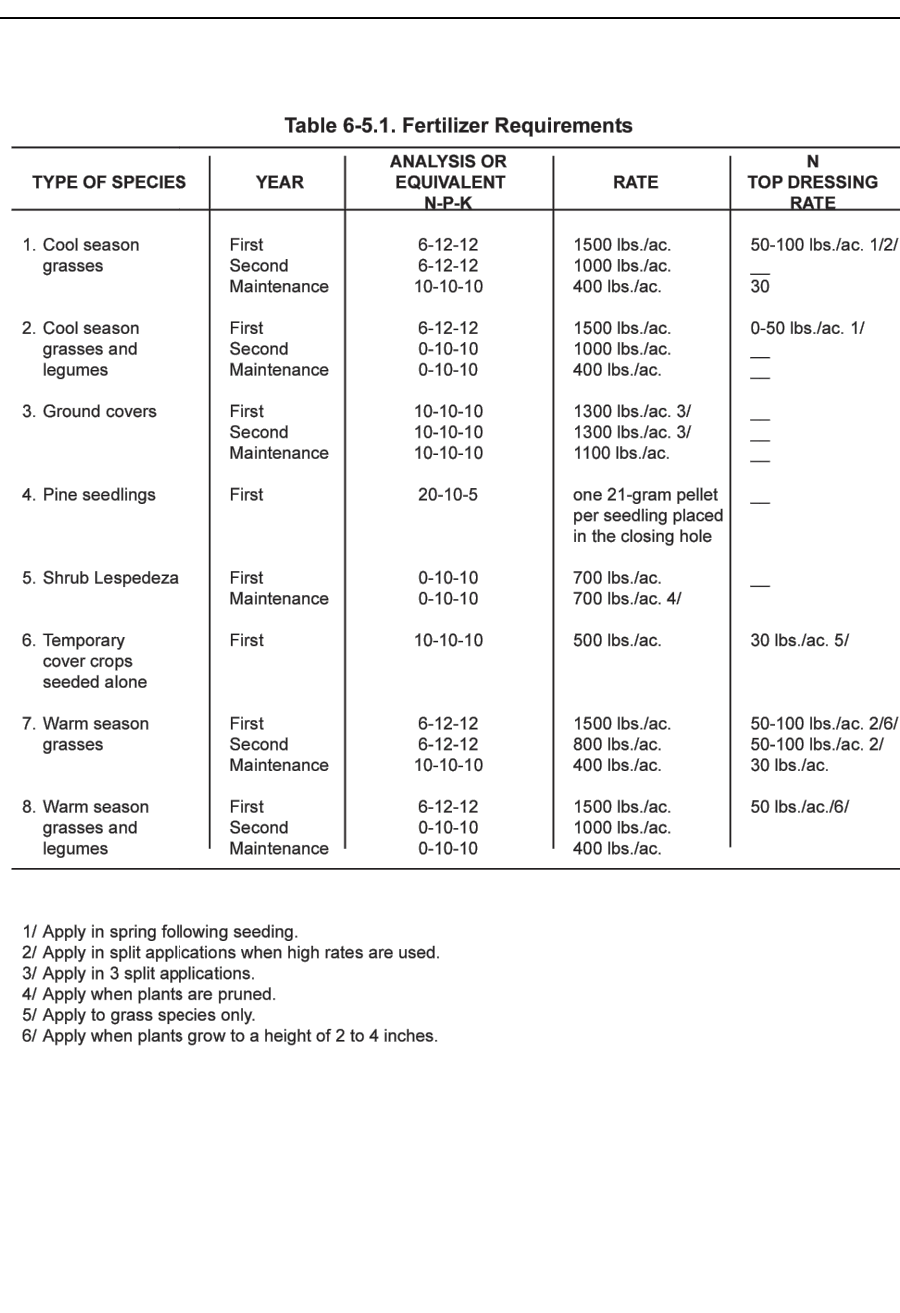 Table 6-5.1. Fertilizer Requirements
TYPE OF SPECIES YEAR ANALYSIS OR EQUIVALENT N-P-K RATE N TOP DRESSING RATE
1. Cool season First 6-12-12 1500 lbs./ac. 50-100 lbs./ac. 1/2/
grasses Second 6-12-12 1000 lbs./ac. __
Maintenance 10-10-10 400 lbs./ac. 30
2. Cool season First 6-12-12 1500 lbs./ac. 0-50 lbs./ac. 1/
grasses and Second 0-10-10 1000 lbs./ac. __
legumes Maintenance 0-10-10 400 lbs./ac. __
3. Ground covers First 10-10-10 1300 lbs./ac. 3/ __
Second 10-10-10 1300 lbs./ac. 3/ __
Maintenance 10-10-10 1100 lbs./ac. __
4. Pine seedlings First 20-10-5 one 21-gram pellet __
per seedling placed
in the closing hole
5. Shrub Lespedeza First 0-10-10 700 lbs./ac. __
Maintenance 0-10-10 700 lbs./ac. 4/
6. Temporary First 10-10-10 500 lbs./ac. 30 lbs./ac. 5/
cover crops
seeded alone
7. Warm season First 6-12-12 1500 lbs./ac. 50-100 lbs./ac. 2/6/
grasses Second 6-12-12 800 lbs./ac. 50-100 lbs./ac. 2/
Maintenance 10-10-10 400 lbs./ac. 30 lbs./ac.
8. Warm season First 6-12-12 1500 lbs./ac. 50 lbs./ac./6/
grasses and Second 0-10-10 1000 lbs./ac.
legumes Maintenance 0-10-10 400 lbs./ac.
1/ Apply in spring following seeding.
2/ Apply in split applications when high rates are used.
3/ Apply in 3 split applications.
4/ Apply when plants are pruned.
5/ Apply to grass species only.
6/ Apply when plants grow to a height of 2 to 4 inches.